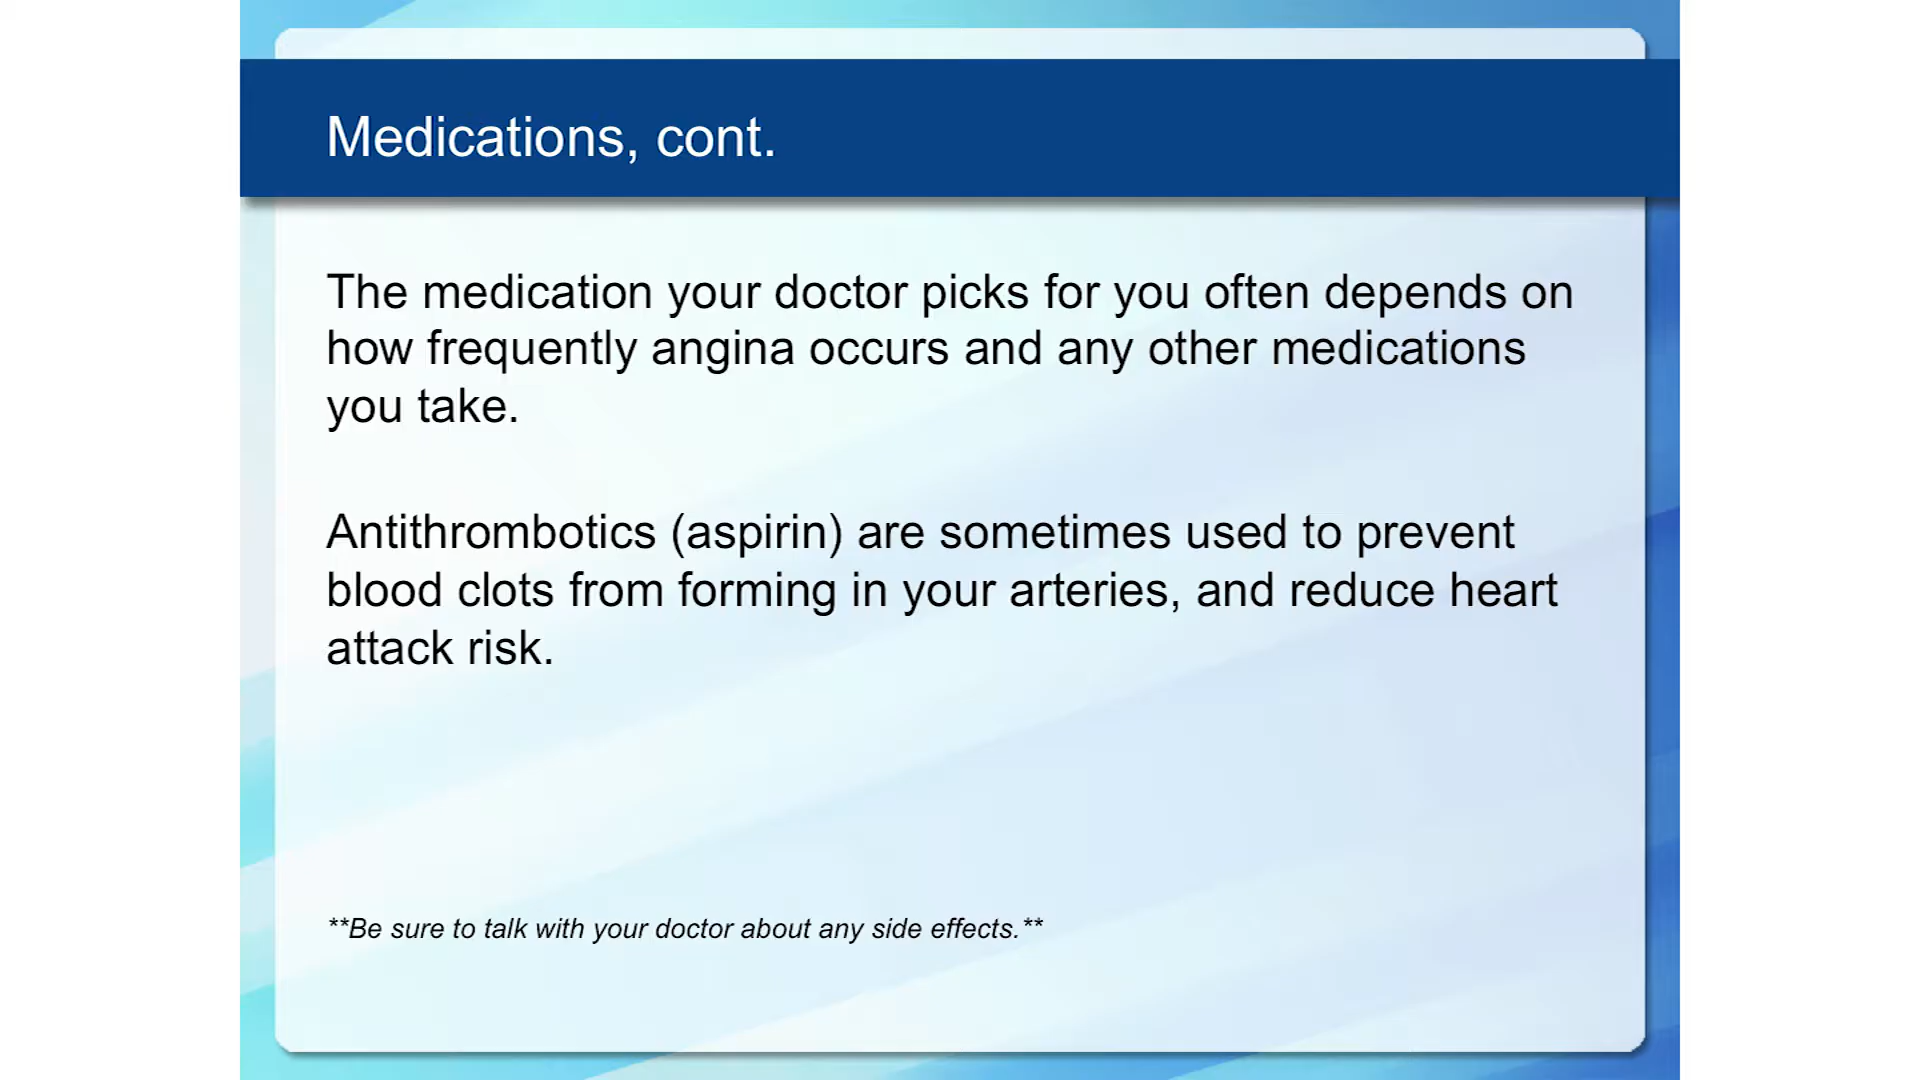 Medications, cont.
The medication your doctor picks for you often depends on
how frequently angina occurs and any other medications
you take.
Antithrombotics (aspirin) are sometimes used to prevent
blood clots from forming in your arteries, and reduce heart
attack risk.
**Be sure to talk with your doctor about any side effects.**